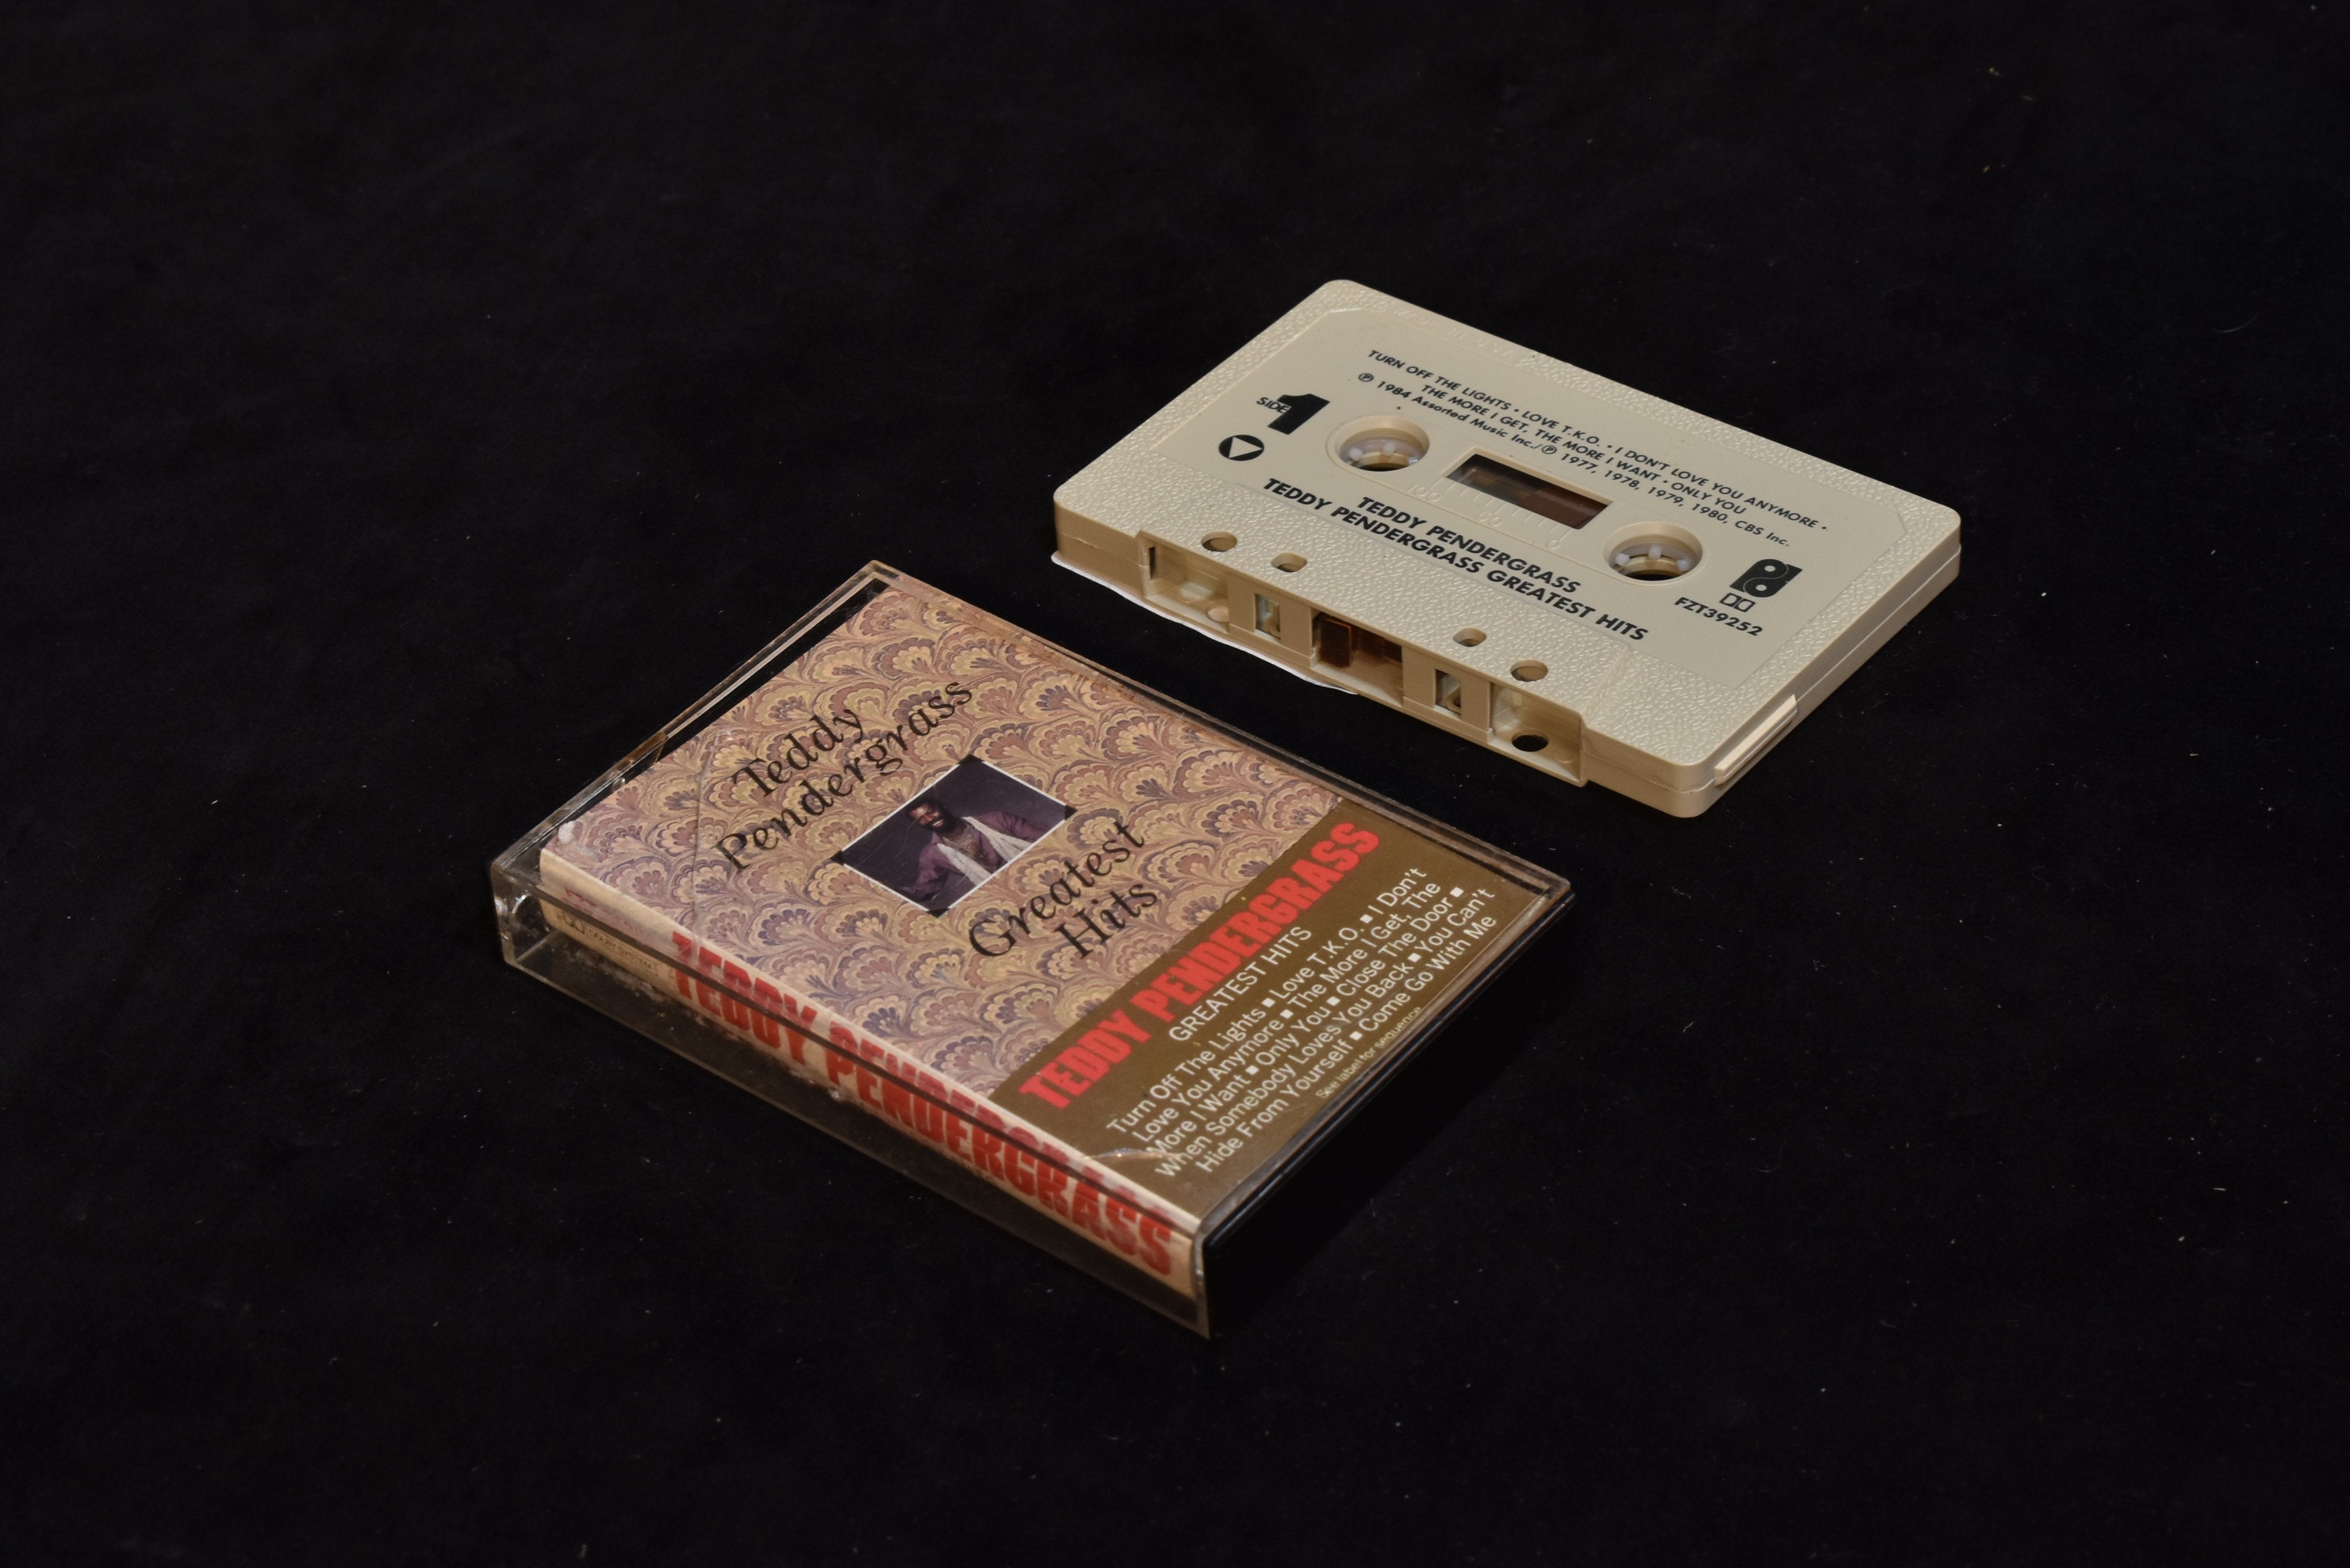 SIDE 1
TURN OFF THE LIGHTS • LOVE T.K.O. • I DON'T LOVE YOU ANYMORE •
THE MORE I GET, THE MORE I WANT • ONLY YOU
℗ 1984 Assorted Music Inc./℗ 1977, 1978, 1979, 1980, CBS Inc.
TEDDY PENDERGRASS
TEDDY PENDERGRASS GREATEST HITS
FZT39252
Teddy
Pendergrass
Greatest
Hits
TEDDY PENDERGRASS
GREATEST HITS
Turn Off The Lights ■ Love T.K.O. ■ I Don't
Love You Anymore ■ The More I Get, The
More I Want ■ Only You ■ Close The Door ■
When Somebody Loves You Back ■ You Can't
Hide From Yourself ■ Come Go With Me
See label for sequence
TEDDY PENDERGRASS